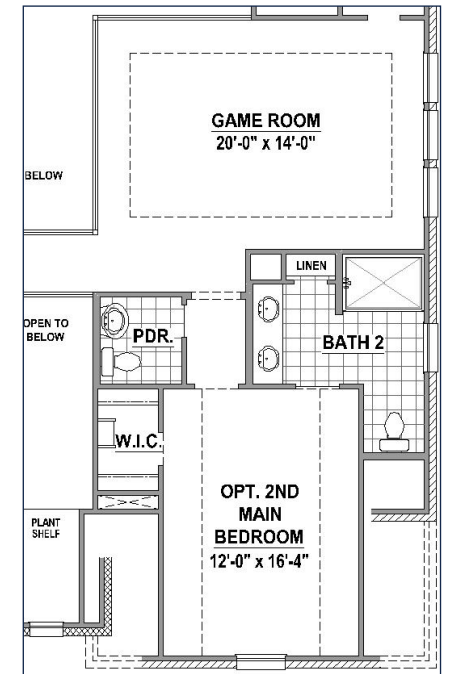 GAME ROOM
20'-0" x 14'-0"
BELOW
LINEN
OPEN TO
BELOW
PDR.
BATH 2
W.I.C.
OPT. 2ND
MAIN
BEDROOM
12'-0" x 16'-4"
PLANT
SHELF